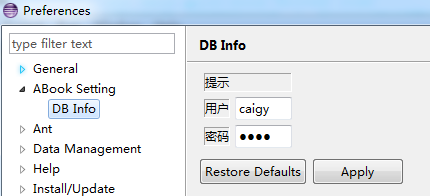 Preferences
type filter text
General
ABook Setting
DB Info
Ant
Data Management
Help
Install/Update
DB Info
提示
用户 caigy
密码 ●●●●
Restore Defaults Apply